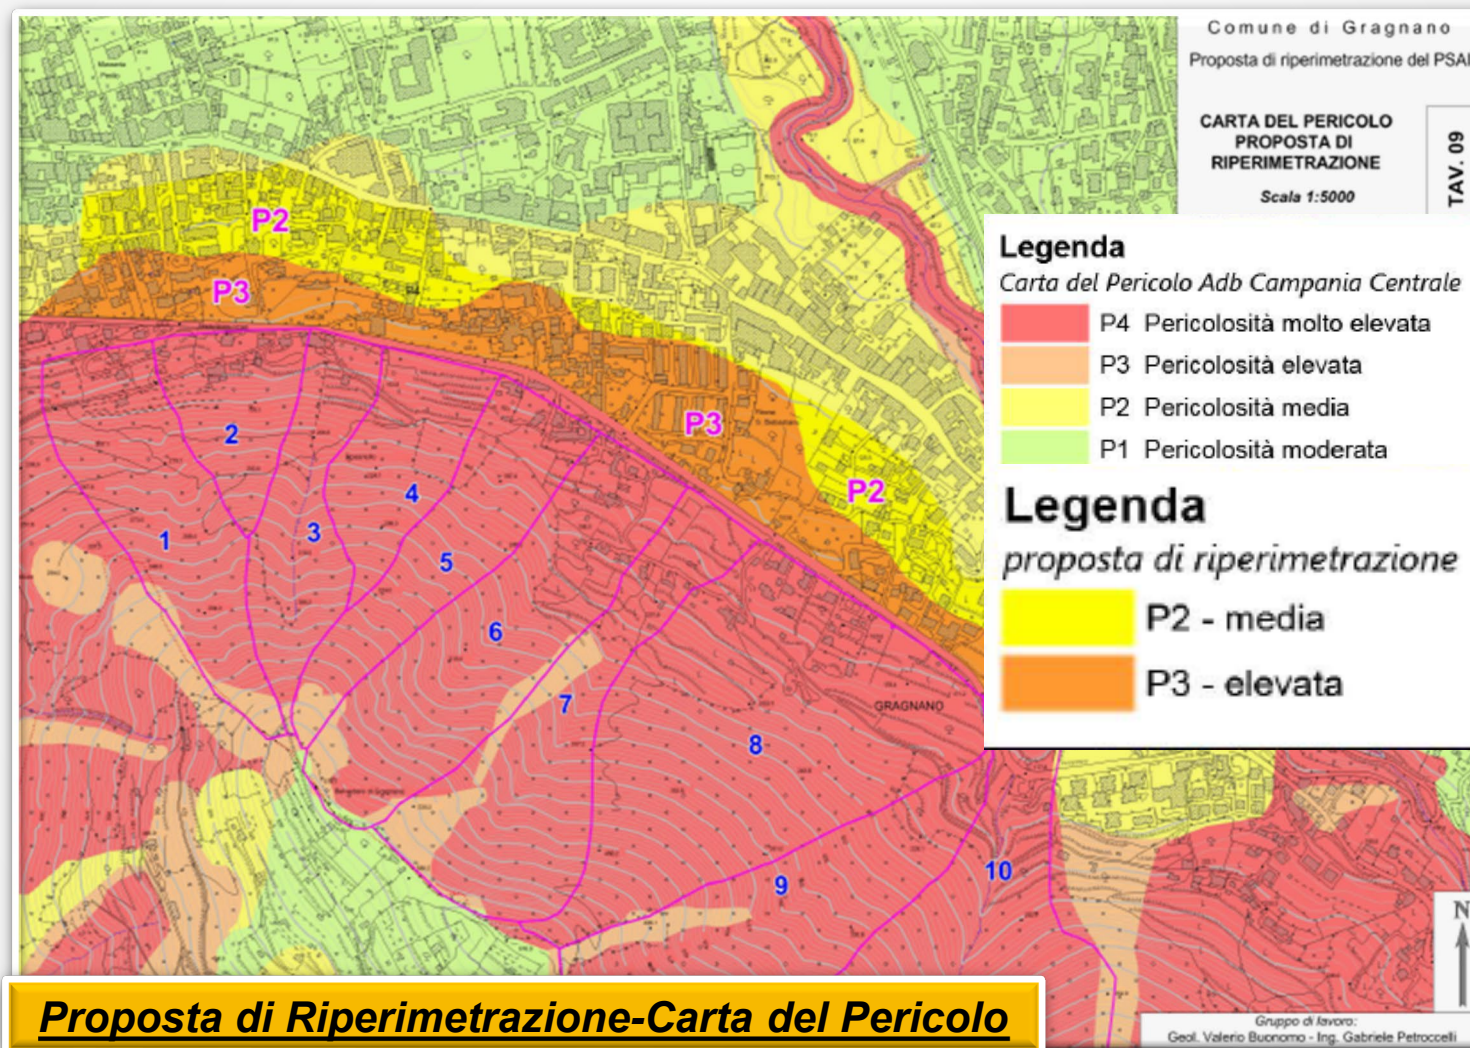 Comune di Gragnano
Proposta di riperimetrazione del PSAI
CARTA DEL PERICOLO
PROPOSTA DI
RIPERIMETRAZIONE
Scala 1:5000
TAV. 09
Legenda
Carta del Pericolo Adb Campania Centrale
P4 Pericolosità molto elevata
P3 Pericolosità elevata
P2 Pericolosità media
P1 Pericolosità moderata
Legenda
proposta di riperimetrazione
P2 - media
P3 - elevata
P2
P3
P3
P2
1
2
3
4
5
6
7
8
9
10
GRAGNANO
N
Proposta di Riperimetrazione-Carta del Pericolo
Gruppo di lavoro:
Geol. Valerio Buonomo - Ing. Gabriele Petroccelli